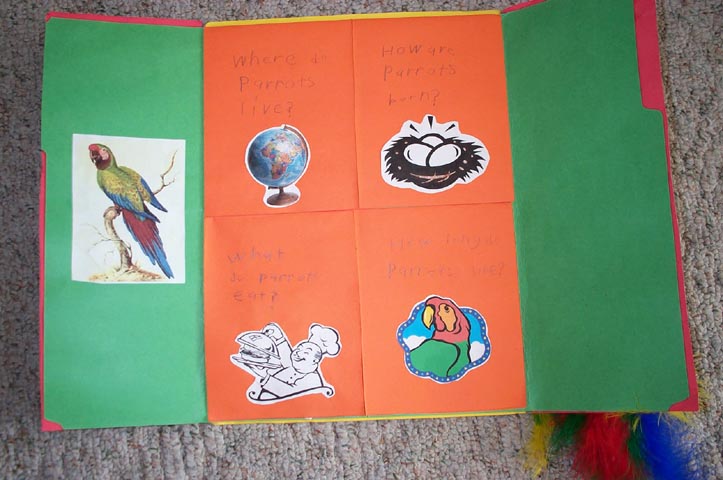 Where do
Parrots
live?
How are
Parrots
born?
What
do parrots
Eat?
How long do
Parrots live?